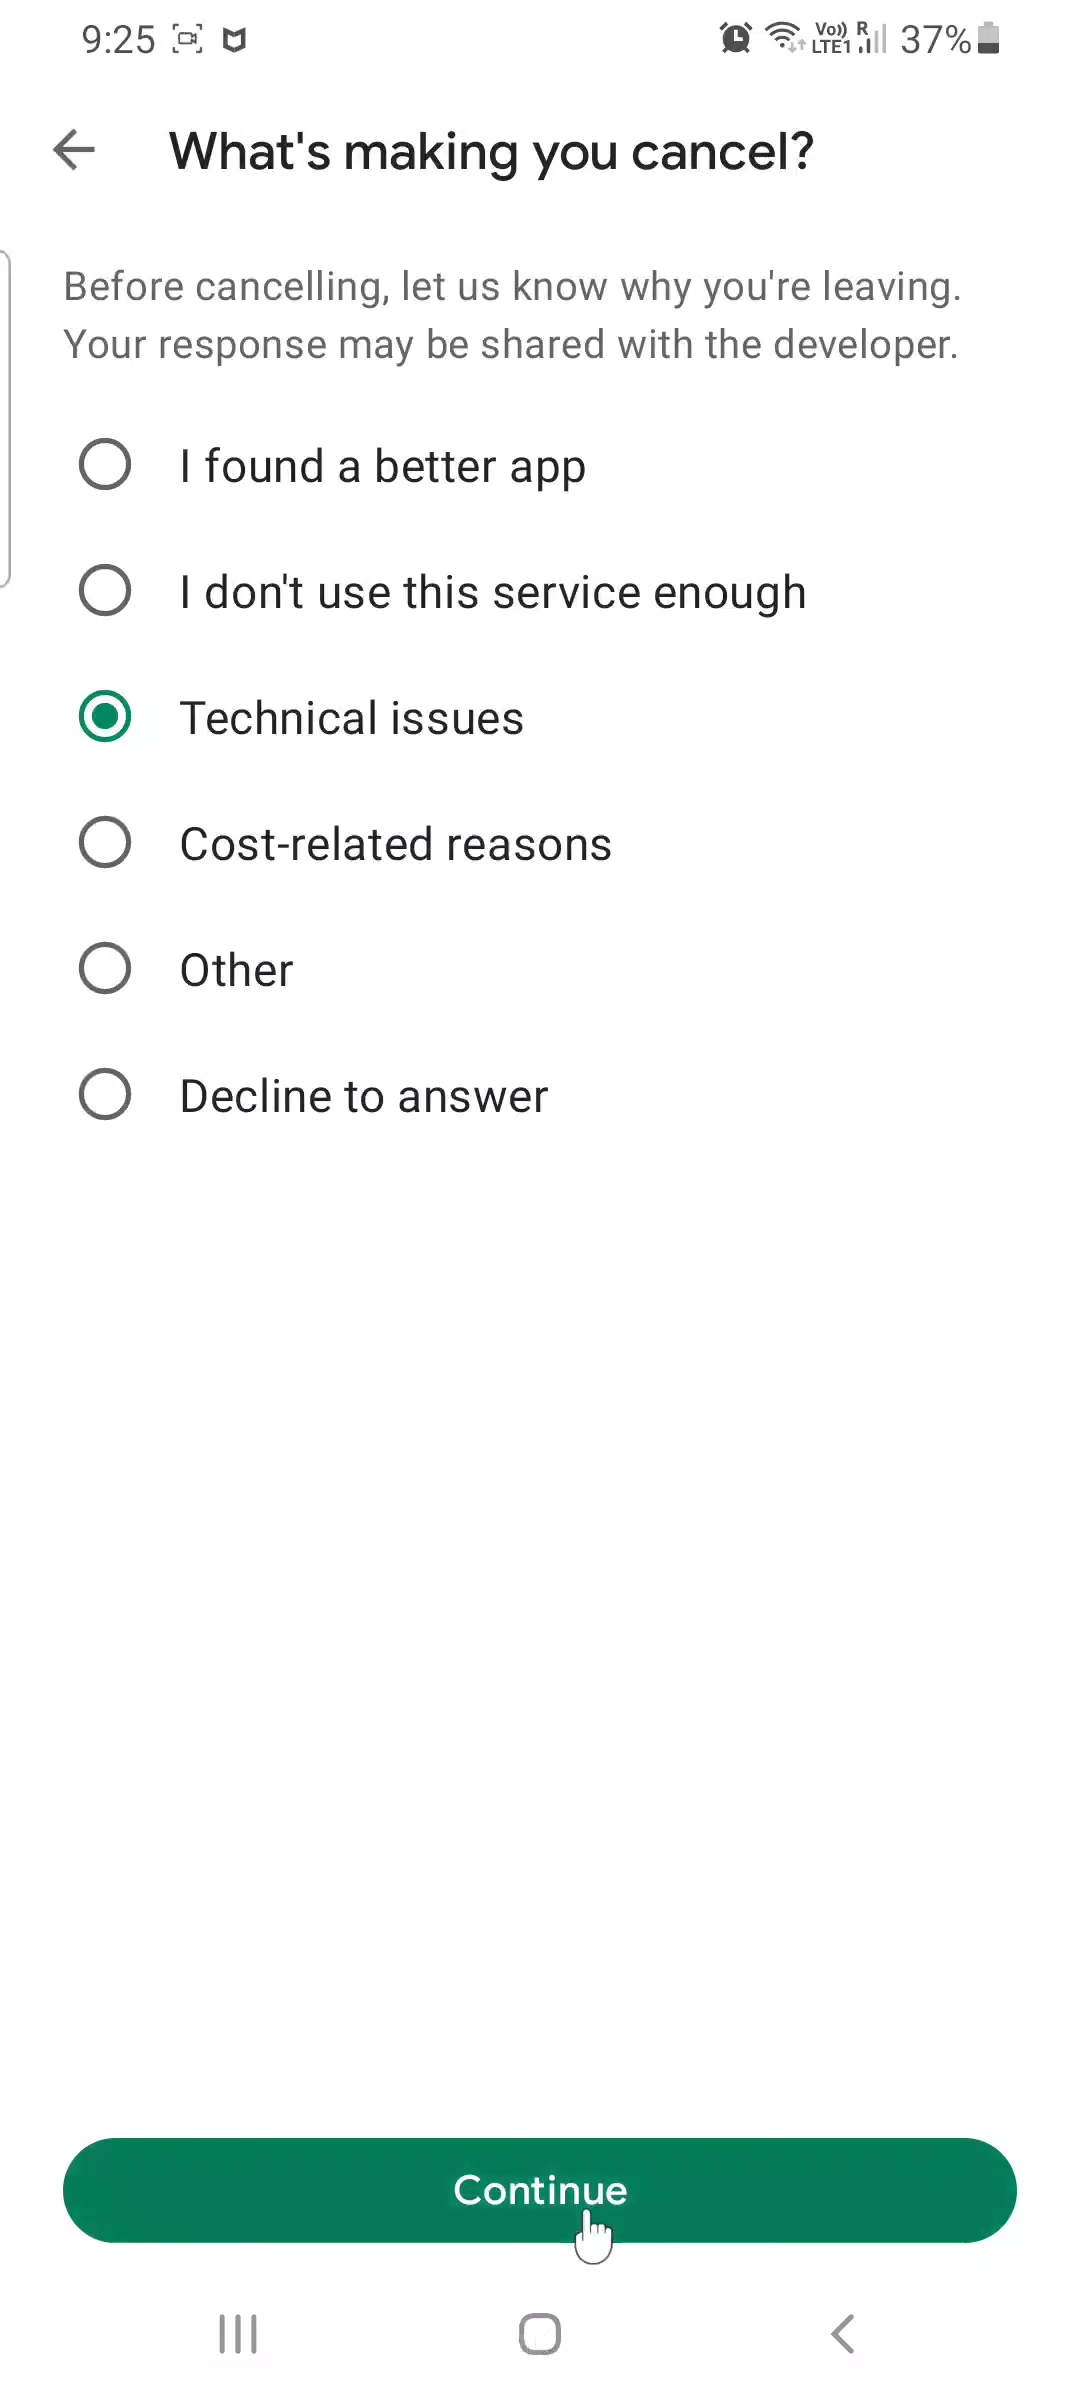 9:25 Vo)) R LTE1 37%
What's making you cancel?
Before cancelling, let us know why you're leaving.
Your response may be shared with the developer.
I found a better app
I don't use this service enough
Technical issues
Cost-related reasons
Other
Decline to answer
Continue